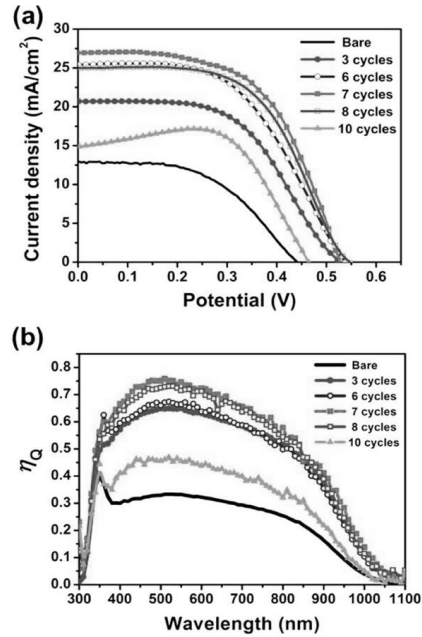 (a)
Current density (mA/cm²)
30
25
20
15
10
5
0
Bare
3 cycles
6 cycles
7 cycles
8 cycles
10 cycles
0.0 0.1 0.2 0.3 0.4 0.5 0.6
Potential (V)
(b)
ηQ
0.8
0.7
0.6
0.5
0.4
0.3
0.2
0.1
0.0
Bare
3 cycles
6 cycles
7 cycles
8 cycles
10 cycles
300 400 500 600 700 800 900 1000 1100
Wavelength (nm)